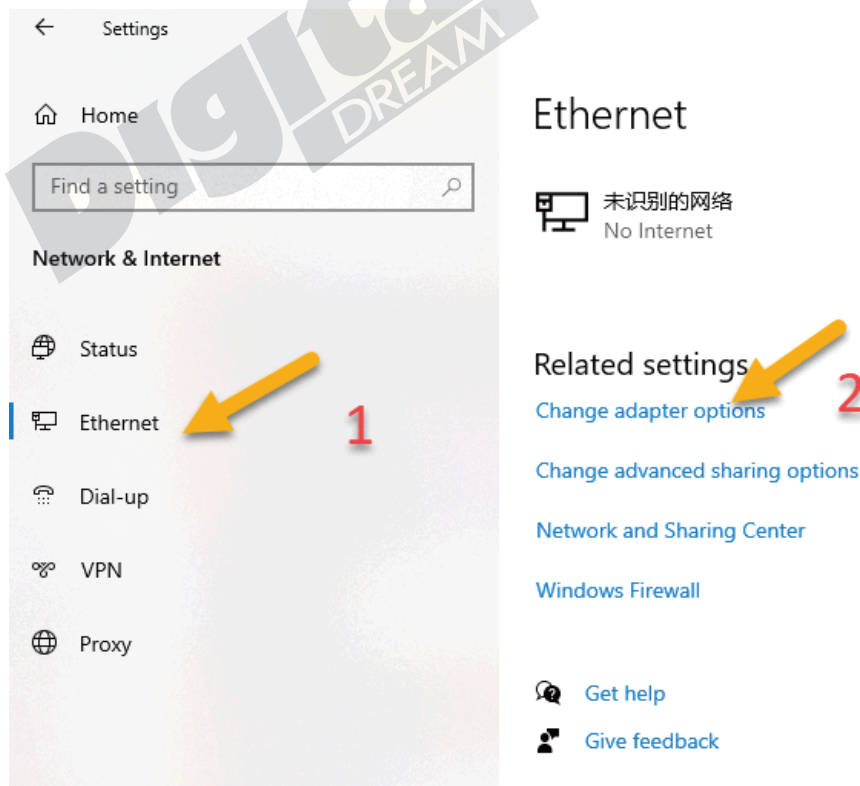 Settings
Home
Find a setting
Network & Internet
Status
Ethernet
1
Dial-up
VPN
Proxy
Digital
DREAM
Ethernet
未识别的网络
No Internet
Related settings
Change adapter options
2
Change advanced sharing options
Network and Sharing Center
Windows Firewall
Get help
Give feedback